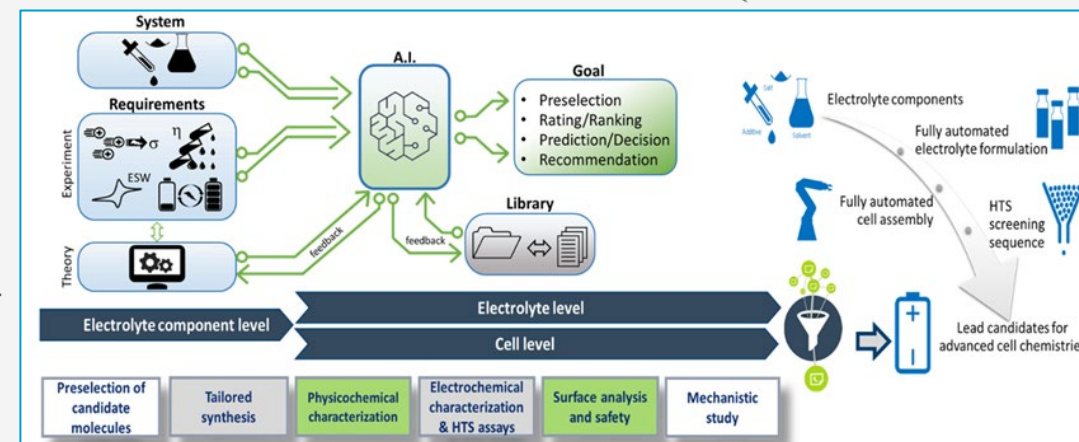 System
Requirements
Experiment
σ
η
ESW
Theory
A.I.
Goal
• Preselection
• Rating/Ranking
• Prediction/Decision
• Recommendation
Library
feedback
feedback
Salt
Additive
Solvent
Electrolyte components
Fully automated
electrolyte formulation
Fully automated
cell assembly
HTS
screening
sequence
Lead candidates for
advanced cell chemistries
Electrolyte component level
Electrolyte level
Cell level
Preselection of
candidate
molecules
Tailored
synthesis
Physicochemical
characterization
Electrochemical
characterization
& HTS assays
Surface analysis
and safety
Mechanistic
study